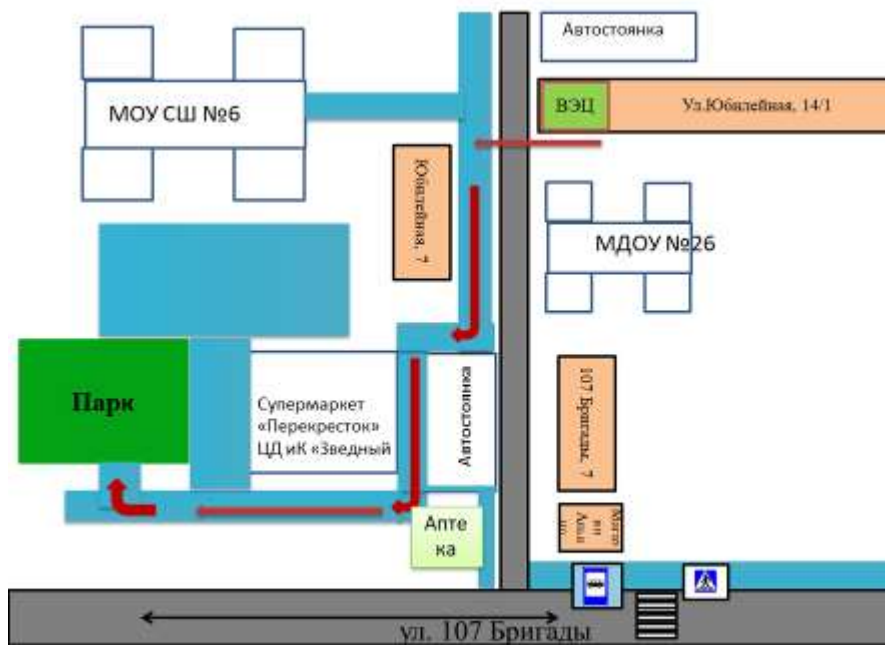 Автостоянка
ВЭЦ
Ул.Юбилейная, 14/1
МОУ СШ №6
Юбилейная, 7
МДОУ №26
Парк
Супермаркет
«Перекресток»
ЦД иК «Зведный
Автостоянка
107 Бригады, 7
Апте
ка
ул. 107 Бригады